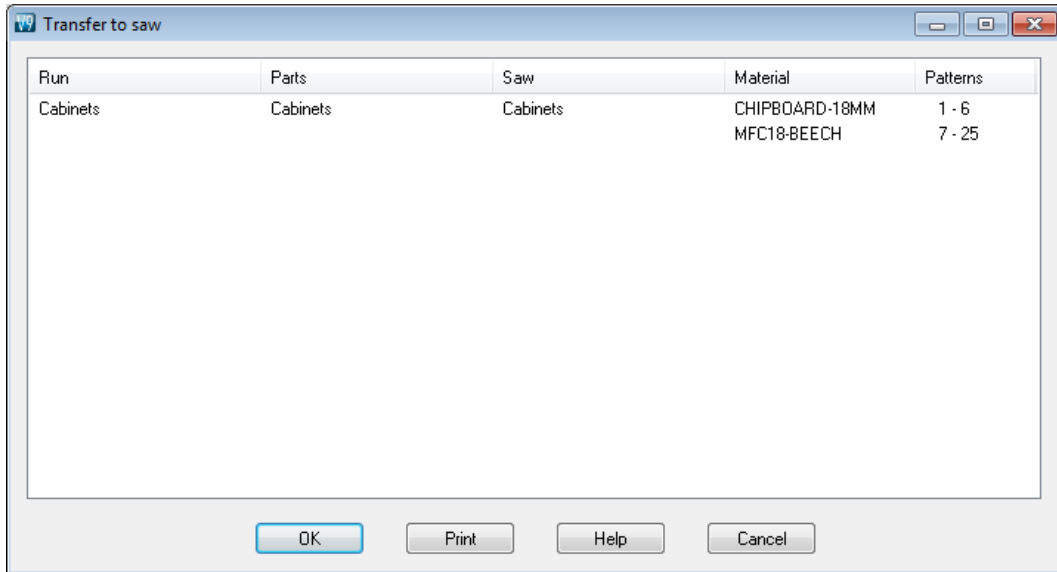 V9 Transfer to saw
Run Parts Saw Material Patterns
Cabinets Cabinets Cabinets CHIPBOARD-18MM 1 - 6
MFC18-BEECH 7 - 25
OK Print Help Cancel